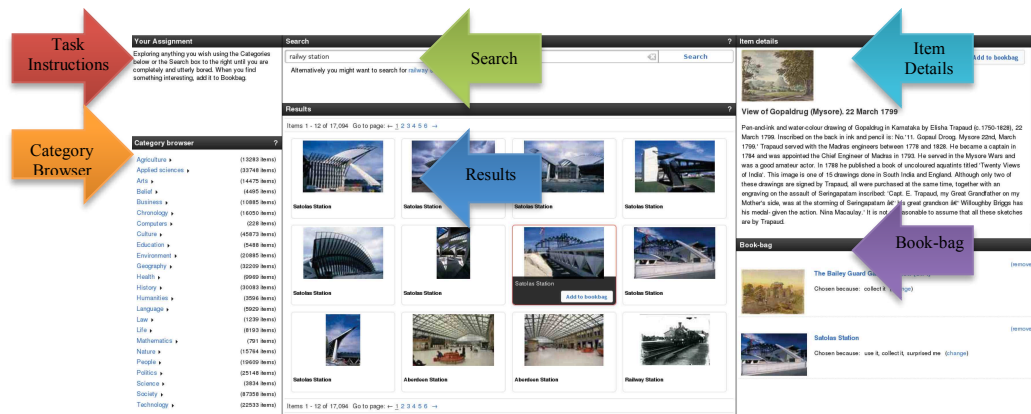 Task
Instructions
Your Assignment
Exploring anything you wish using the Categories
below or the Search box to the right until you are
completely and utterly bored. When you find
something interesting, add it to Bookbag.
Category
Browser
Category browser ?
Agriculture (13283 items)
Applied sciences (33748 items)
Arts (14475 items)
Belief (4495 items)
Business (10885 items)
Chronology (16050 items)
Computers (228 items)
Culture (45873 items)
Education (5488 items)
Environment (20885 items)
Geography (32209 items)
Health (9969 items)
History (30083 items)
Humanities (3596 items)
Language (5929 items)
Law (1239 items)
Life (8193 items)
Mathematics (791 items)
Nature (15764 items)
People (19609 items)
Politics (25148 items)
Science (3834 items)
Society (87358 items)
Technology (22533 items)
Search ?
railwy station
Search
Search
Alternatively you might want to search for railway
Results ?
Items 1 - 12 of 17,094 Go to page: ← 1 2 3 4 5 6 →
Results
Satolas Station Satolas Station Satolas Station Satolas Station
Satolas Station Satolas Station Satolas Station Satolas Station
Add to bookbag
Satolas Station Aberdeen Station Aberdeen Station Railway Station
Items 1 - 12 of 17,094 Go to page: ← 1 2 3 4 5 6 →
Item details
Item
Details
Add to bookbag
View of Gopaldrug (Mysore). 22 March 1799
Pen-and-ink and water-colour drawing of Gopaldrug in Karnataka by Elisha Trapaud (c.1750-1828), 22
March 1799. Inscribed on the back in ink and pencil is: No.'11. Gopaul Droog. Mysore 22nd, March
1799.' Trapaud served with the Madras engineers between 1778 and 1828. He became a captain in
1784 and was appointed the Chief Engineer of Madras in 1793. He served in the Mysore Wars and
was a good amateur actor. In 1788 he published a book of uncoloured aquatints titled 'Twenty Views
of India'. This image is one of 15 drawings done in South India and England. Although only two of
these drawings are signed by Trapaud, all were purchased at the same time, together with an
engraving on the assault of Seringapatam inscribed: 'Capt. E. Trapaud, my Great Grandfather on my
Mother's side, was at the storming of Seringapatam â€“ his great grandson â€“ Willoughby Briggs has
his medal- given the action. Nina Macaulay.' It is not reasonable to assume that all these sketches
are by Trapaud.
Book-bag
Book-bag
(remove
The Bailey Guard
Chosen because: collect it (change)
(remove
Satolas Station
Chosen because: use it, collect it, surprised me (change)